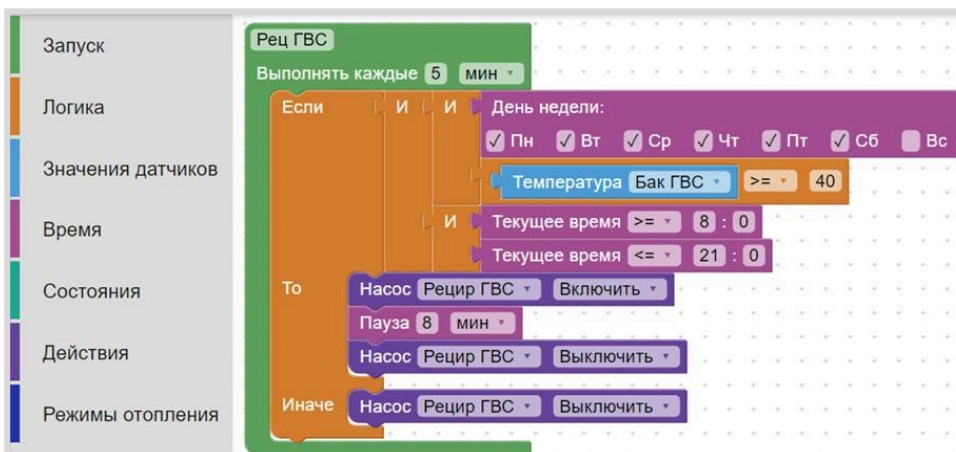 Запуск
Логика
Значения датчиков
Время
Состояния
Действия
Режимы отопления
Рец ГВС
Выполнять каждые 5 мин
Если И И День недели:
Пн Вт Ср Чт Пт Сб Вс
Температура Бак ГВС >= 40
И Текущее время >= 8 : 0
Текущее время <= 21 : 0
То Насос Рецир ГВС Включить
Пауза 8 мин
Насос Рецир ГВС Выключить
Иначе Насос Рецир ГВС Выключить